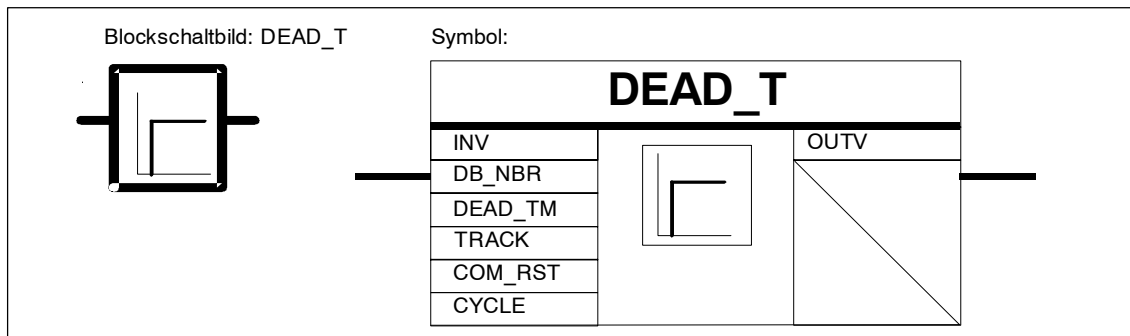 Blockschaltbild: DEAD_T
Symbol:
DEAD_T
INV
OUTV
DB_NBR
DEAD_TM
TRACK
COM_RST
CYCLE